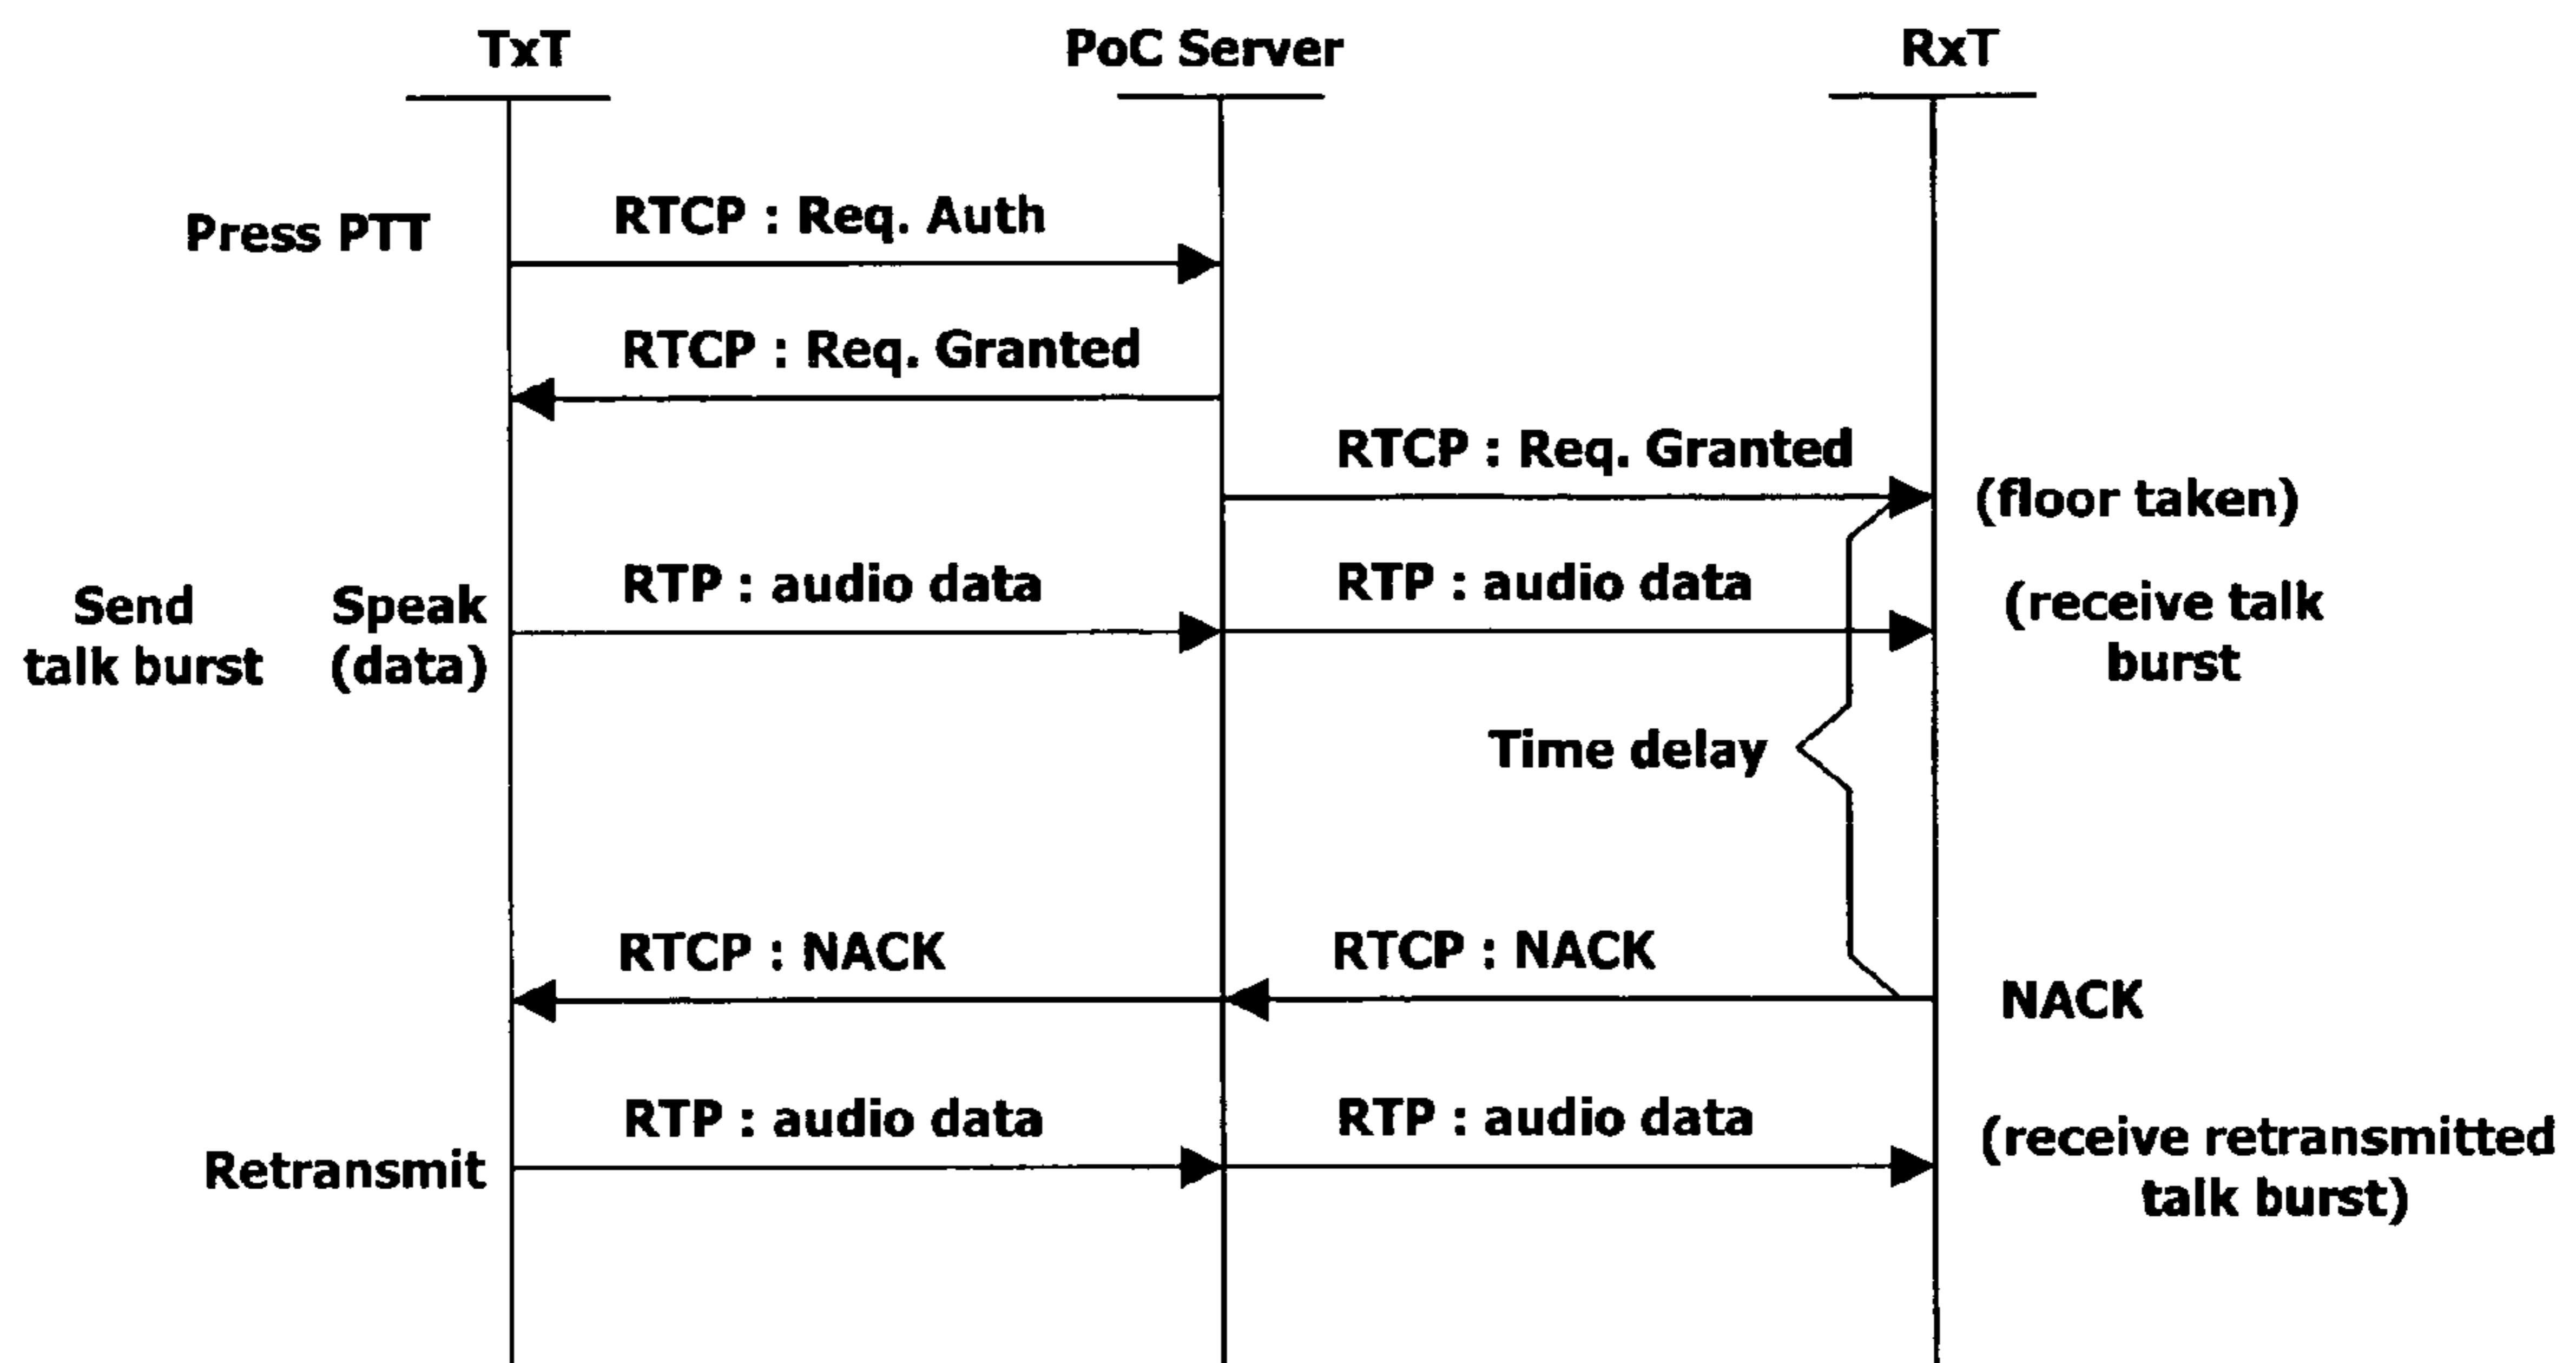 TxT
PoC Server
RxT
Press PTT
RTCP : Req. Auth
RTCP : Req. Granted
RTCP : Req. Granted
(floor taken)
Send
talk burst
Speak
(data)
RTP : audio data
RTP : audio data
(receive talk
burst
Time delay
RTCP : NACK
RTCP : NACK
NACK
Retransmit
RTP : audio data
RTP : audio data
(receive retransmitted
talk burst)